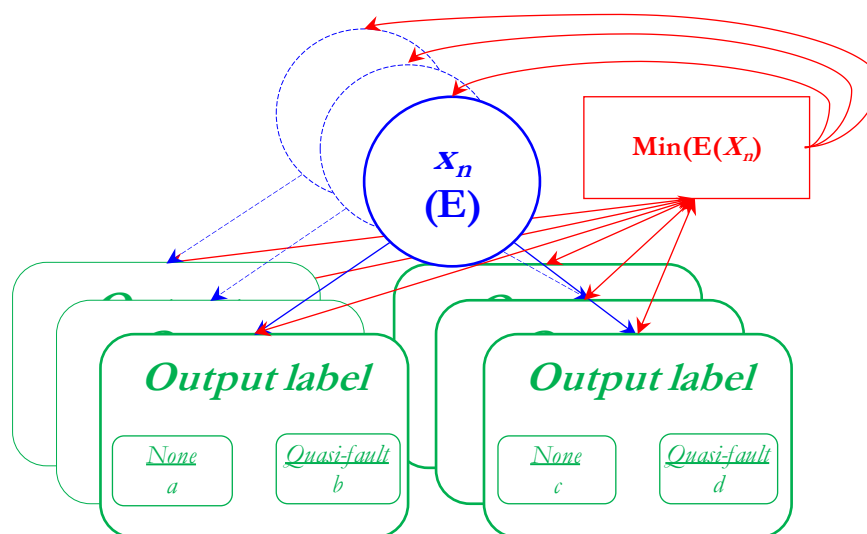 x_n
(E)
Min(E(X_n)
Output label
None
a
Quasi-fault
b
Output label
None
c
Quasi-fault
d